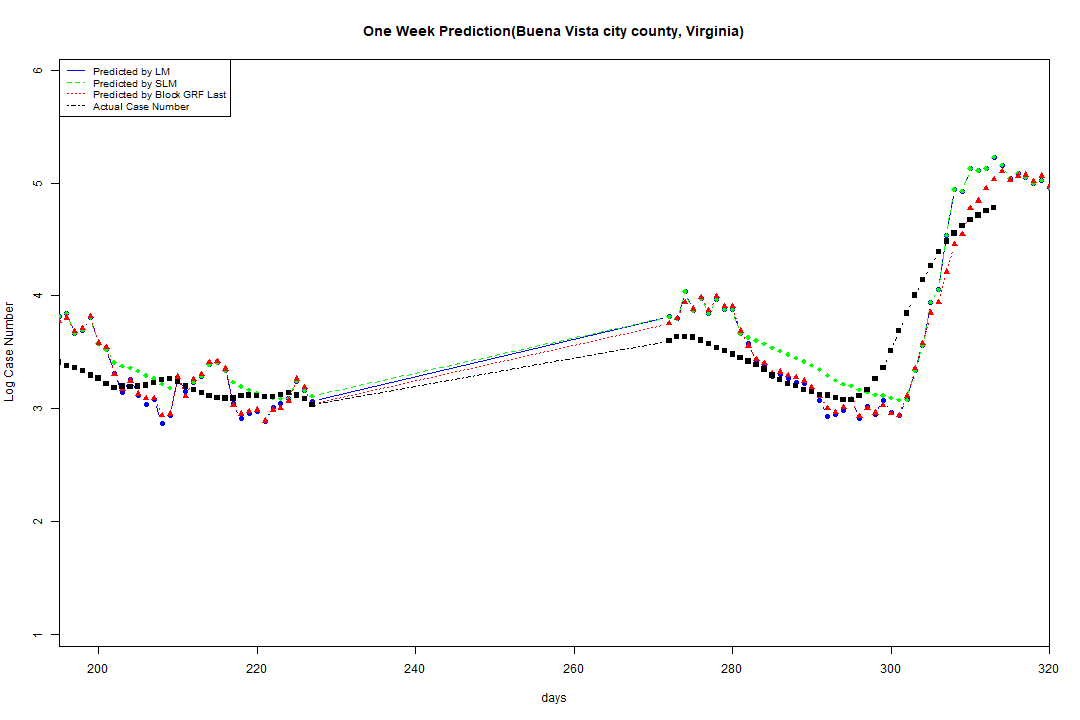 One Week Prediction(Buena Vista city county, Virginia)
Predicted by LM
Predicted by SLM
Predicted by Block GRF Last
Actual Case Number
Log Case Number
6
5
4
3
2
1
200 220 240 260 280 300 320
days